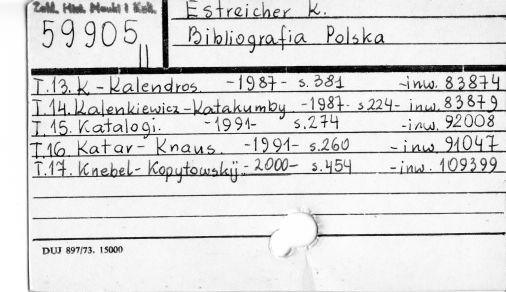 Zakł. Hist. Nauki i Kult.
Estreicher K.
59905 II
Bibliografia Polska
T.13. K - Kalendros. -1987- s.381 -inw. 83874
T.14. Kalenkiewicz - Katakumby -1987- s224- inw. 83879
T.15. Katalogi. -1991- s.274 -inw. 92008
T.16. Katar - Knaus. -1991- s.260 -inw. 91047
T.17. Knebel - Kopytowskij - 2000- s.454 -inw. 109399
DUJ 897/73. 15000